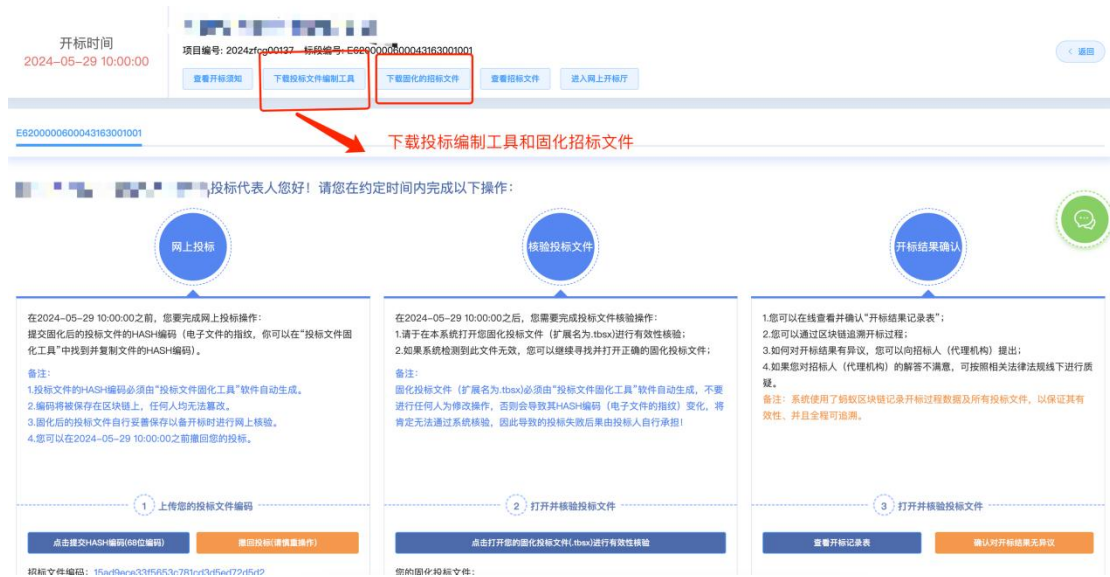 开标时间
2024-05-29 10:00:00
项目编号: 2024zfcg00137 标段编号: E6200000600043163001001
查看开标须知 下载投标文件编制工具 下载固化的招标文件 查看招标文件 进入网上开标厅
< 返回
E6200000600043163001001
下载投标编制工具和固化招标文件
投标代表人您好！请您在约定时间内完成以下操作：
网上投标
在2024-05-29 10:00:00之前，您要完成网上投标操作：
提交固化后的投标文件的HASH编码（电子文件的指纹，你可以在“投标文件固
化工具”中找到并复制文件的HASH编码）。
备注：
1.投标文件的HASH编码必须由“投标文件固化工具”软件自动生成。
2.编码将被保存在区块链上，任何人均无法篡改。
3.固化后的投标文件自行妥善保存以备开标时进行网上核验。
4.您可以在2024-05-29 10:00:00之前撤回您的投标。
1 上传您的投标文件编码
点击提交HASH编码(68位编码) 撤回投标(请慎重操作)
招标文件编码：15ad9ece33f5653c781cd3d5ed72d5d2
核验投标文件
在2024-05-29 10:00:00之后，您需要完成投标文件核验操作：
1.请于在本系统打开您固化投标文件（扩展名为.tbsx)进行有效性核验；
2.如果系统检测到此文件无效，您可以继续寻找并打开正确的固化投标文件；
备注：
固化投标文件（扩展名为.tbsx)必须由“投标文件固化工具”软件自动生成，不要
进行任何人为修改操作，否则会导致其HASH编码（电子文件的指纹）变化，将
肯定无法通过系统核验，因此导致的投标失败后果由投标人自行承担！
2 打开并核验投标文件
点击打开您的固化投标文件(.tbsx)进行有效性核验
您的固化投标文件：
开标结果确认
1.您可以在线查看并确认“开标结果记录表”；
2.您可以通过区块链追溯开标过程；
3.如何对开标结果有异议，您可以向招标人（代理机构）提出；
4.如果您对招标人（代理机构）的解答不满意，可按照相关法律法规线下进行质
疑。
备注：系统使用了蚂蚁区块链记录开标过程数据及所有投标文件，以保证其有
效性、并且全程可追溯。
3 打开并核验投标文件
查看开标记录表 确认对开标结果无异议